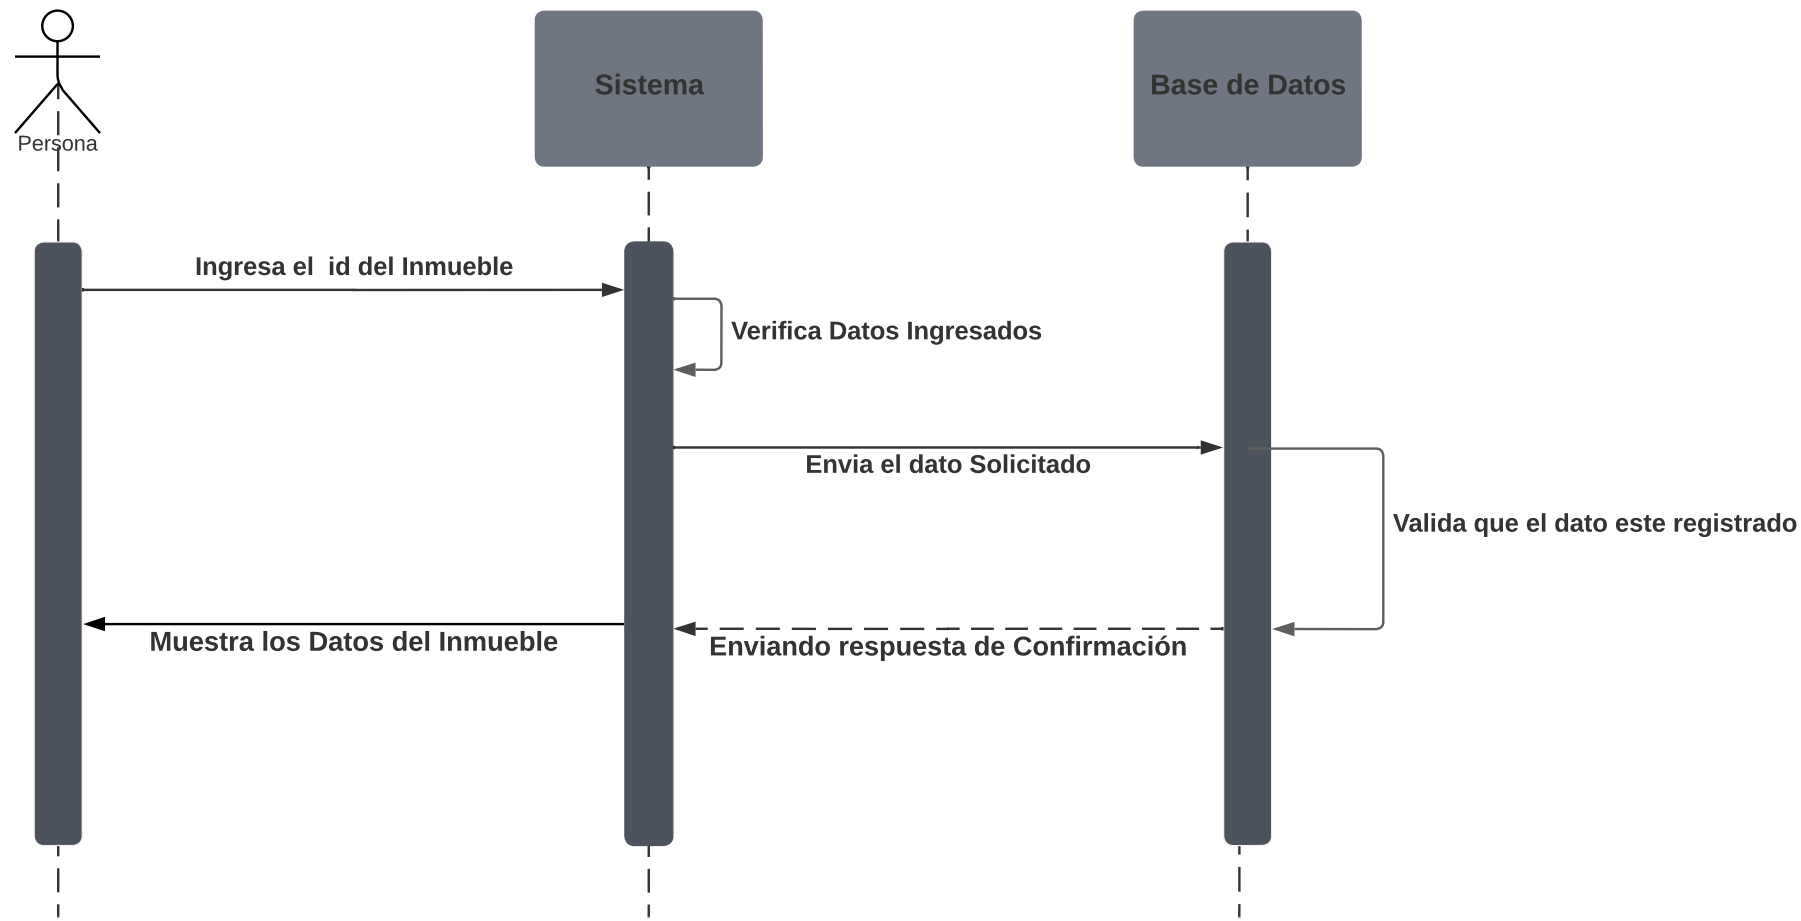 Persona
Sistema
Base de Datos
Ingresa el  id del Inmueble
Verifica Datos Ingresados
Envia el dato Solicitado
Valida que el dato este registrado
Muestra los Datos del Inmueble
Enviando respuesta de Confirmación